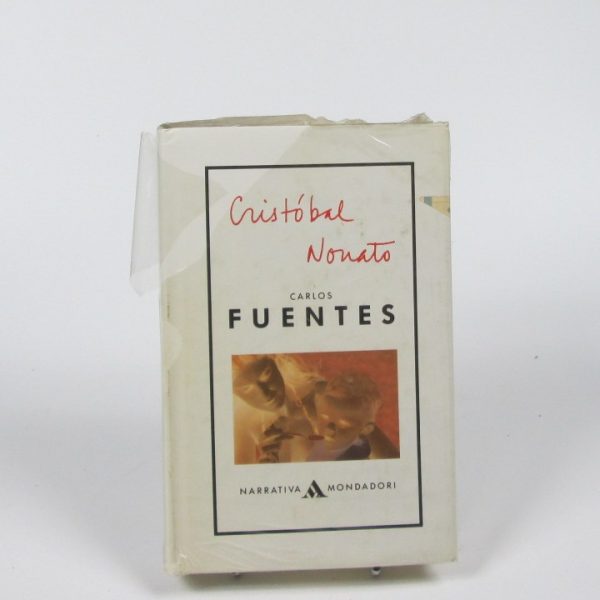 Cristóbal
Nonato
CARLOS
FUENTES
NARRATIVA MONDADORI